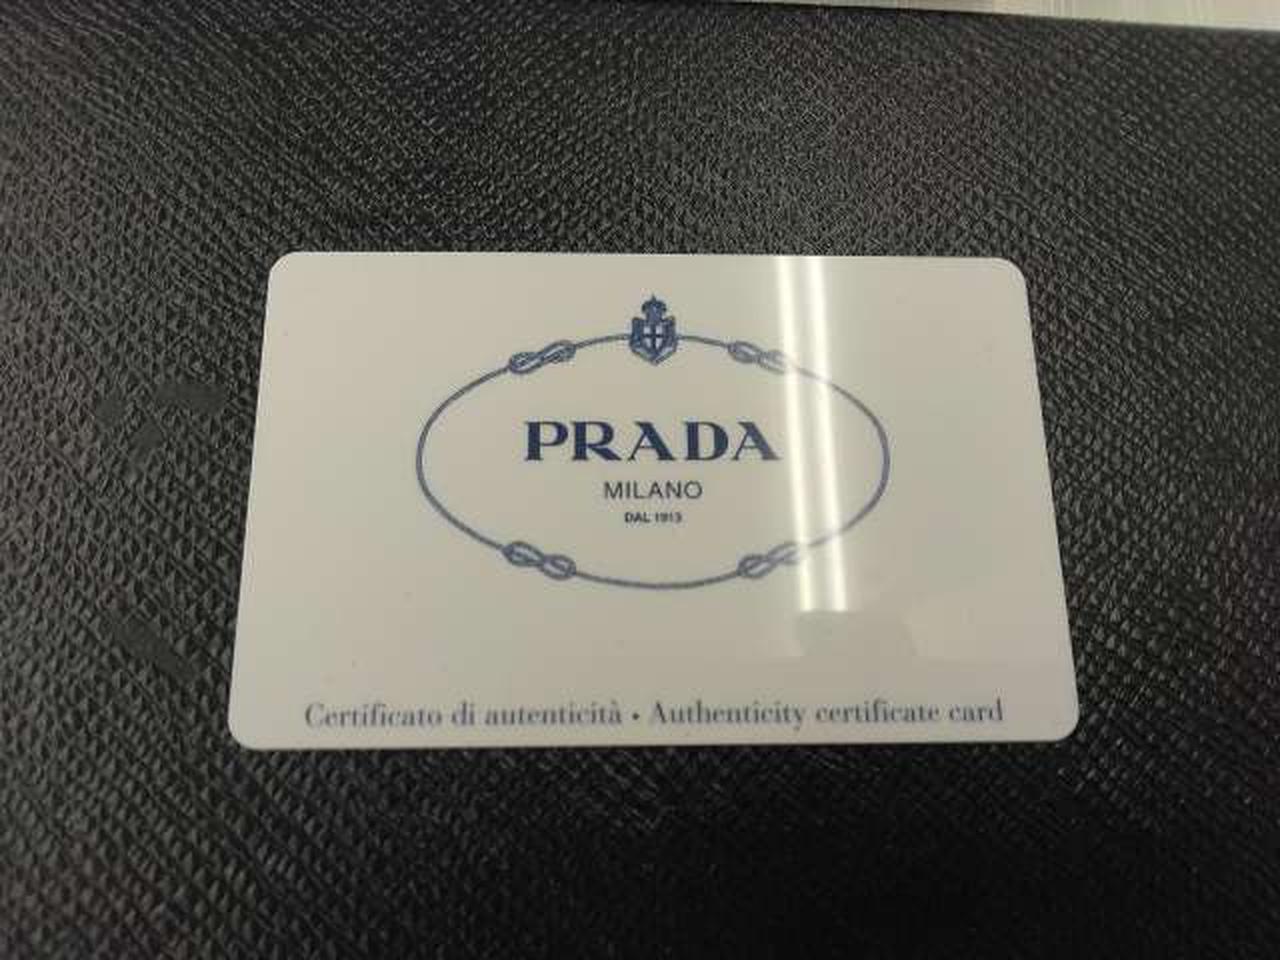 PRADA
MILANO
DAL 1913
Certificato di autenticità • Authenticity certificate card